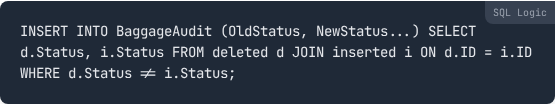 SQL Logic
INSERT INTO BaggageAudit (OldStatus, NewStatus...) SELECT
d.Status, i.Status FROM deleted d JOIN inserted i ON d.ID = i.ID
WHERE d.Status ≠ i.Status;